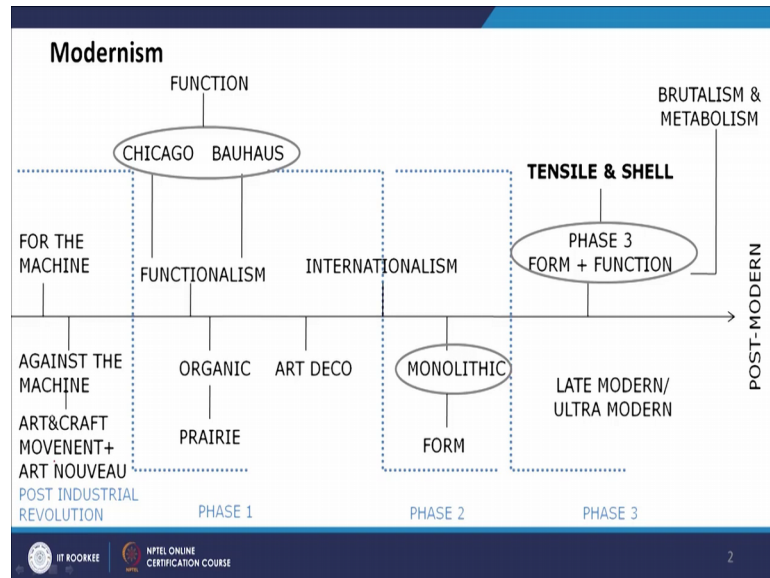 Modernism
FUNCTION
CHICAGO BAUHAUS
BRUTALISM &
METABOLISM
TENSILE & SHELL
FOR THE
MACHINE
FUNCTIONALISM
INTERNATIONALISM
PHASE 3
FORM + FUNCTION
POST-MODERN
AGAINST THE
MACHINE
ART&CRAFT
MOVENENT+
ART NOUVEAU
ORGANIC
PRAIRIE
ART DECO
MONOLITHIC
FORM
LATE MODERN/
ULTRA MODERN
POST INDUSTRIAL
REVOLUTION
PHASE 1
PHASE 2
PHASE 3
IIT ROORKEE
NPTEL
NPTEL ONLINE
CERTIFICATION COURSE
2